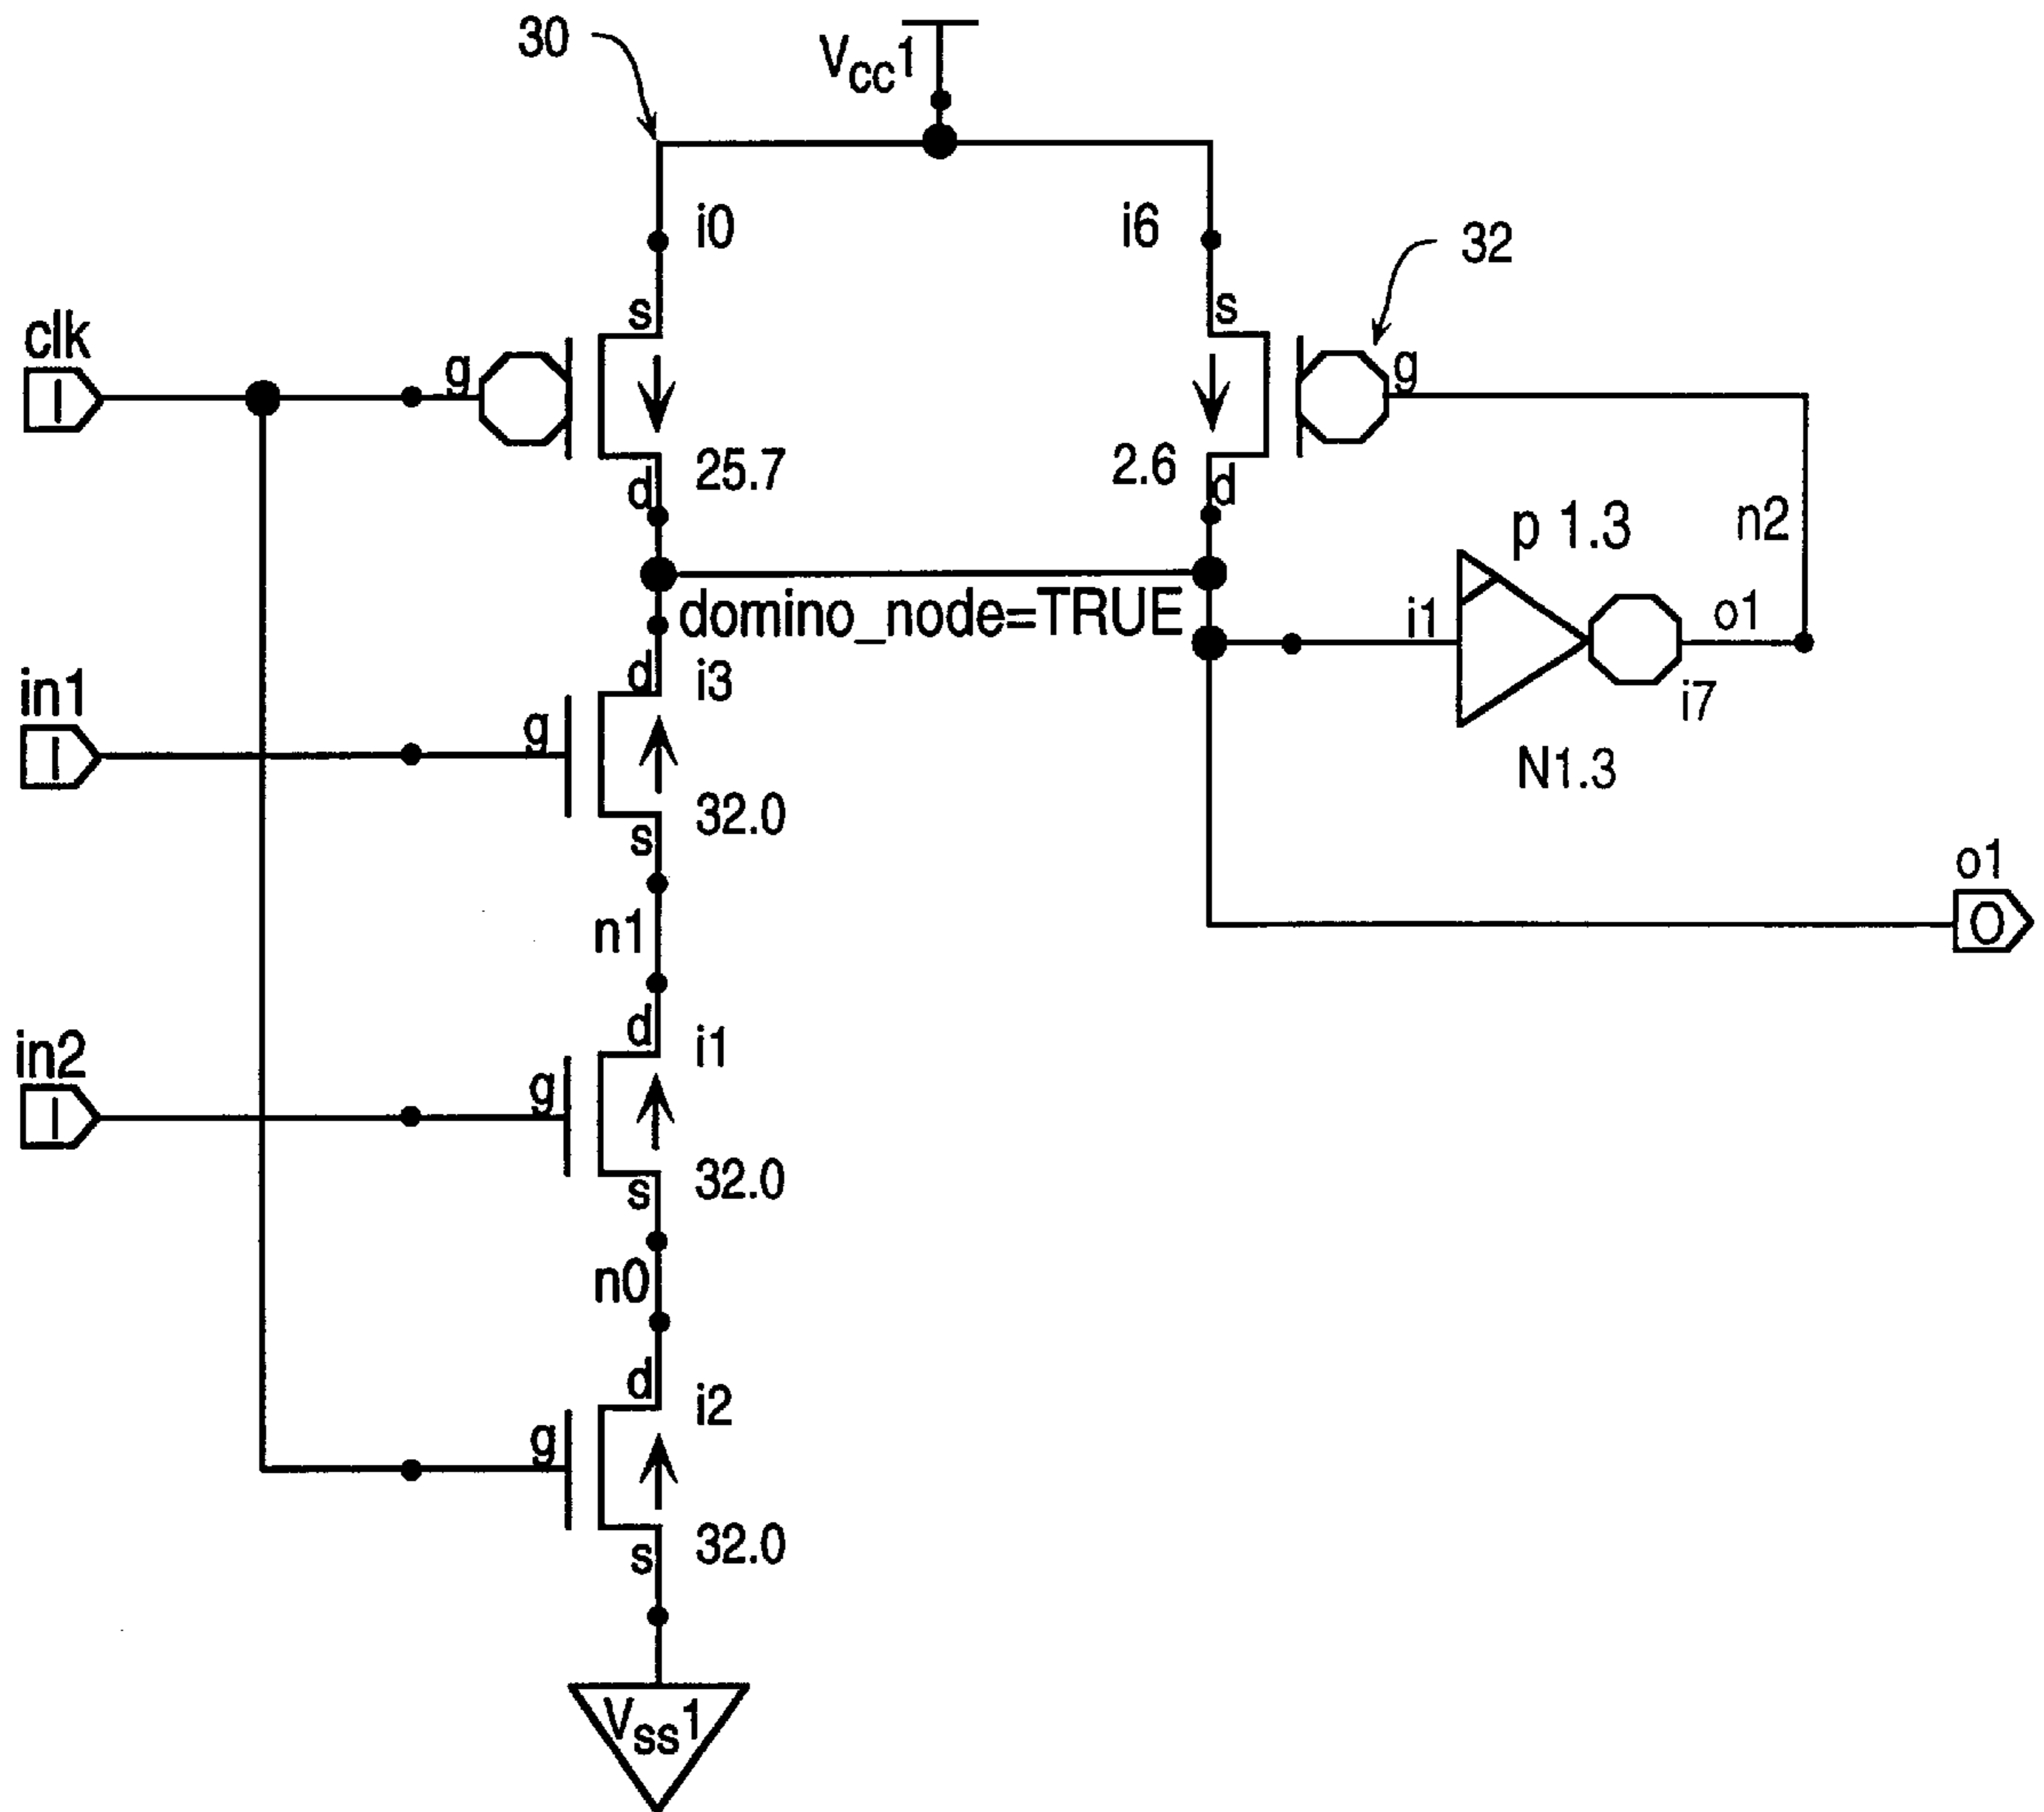 30
Vcc1
i0
i6
32
s
s
clk
I
g
g
25.7
2.6
d
d
p 1.3
n2
domino_node=TRUE
i1
o1
in1
I
d
i3
g
i7
N1.3
32.0
s
o1
O
n1
in2
I
d
i1
g
32.0
s
n0
d
i2
g
32.0
s
Vss1